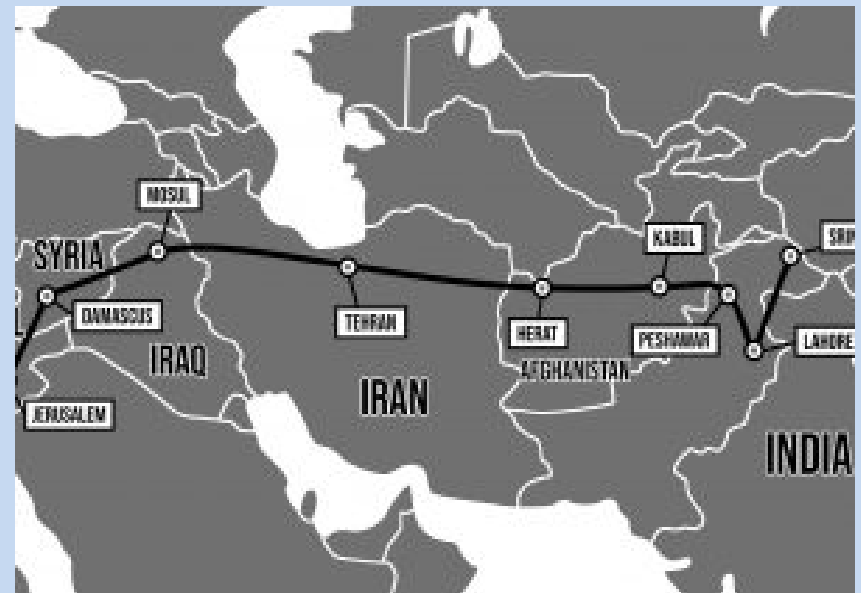 MOSUL
KABUL
SYRIA
DAMASCUS
TEHRAN
HERAT
PESHAWAR
LAHORE
IRAQ
AFGHANISTAN
IRAN
JERUSALEM
INDIA